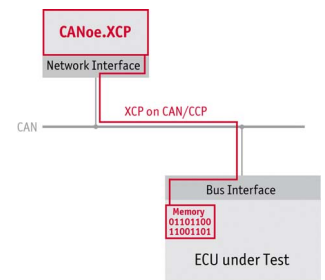 CANoe.XCP
Network Interface
XCP on CAN/CCP
CAN
Bus Interface
Memory
01101100
11001101
ECU under Test